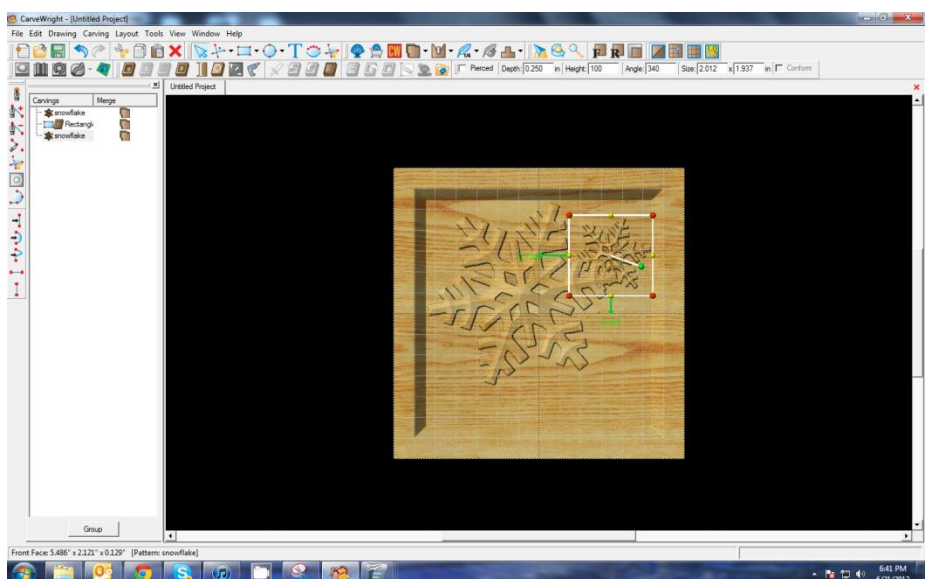 CarveWright - [Untitled Project]
File Edit Drawing Carving Layout Tools View Window Help
Pierced Depth: 0.250 in Height: 100 Angle: 340 Size: 2.012 x 1.937 in Conform
Untitled Project
Carvings Merge
snowflake
Rectangl
snowflake
Group
Front Face: 5.486" x 2.121" x 0.129" [Pattern: snowflake]
6:41 PM